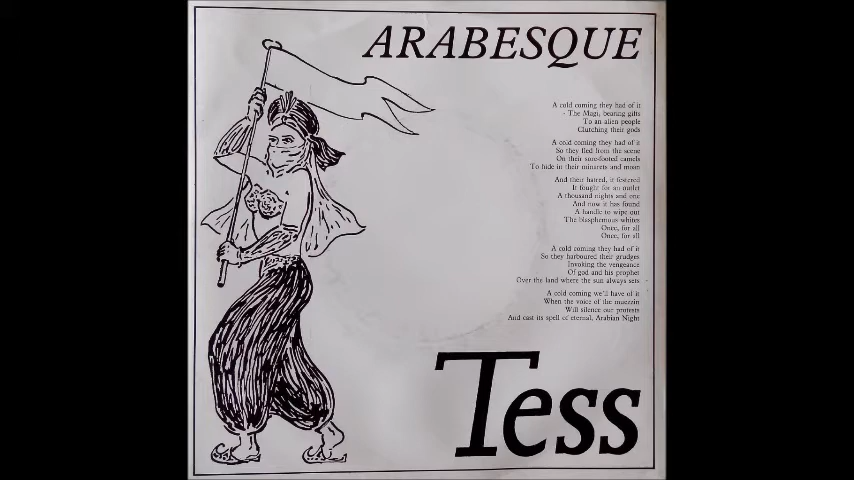 ARABESQUE
A cold coming they had of it
- The Magi, bearing gifts
To an alien people
Clutching their gods
A cold coming they had of it
So they fled from the scene
On their sore-footed camels
To hide in their minarets and moan
And their hatred, it festered
It fought for an outlet
A thousand nights and one
And now it has found
A handle to wipe out
The blasphemous whites
Once, for all
Once, for all
A cold coming they had of it
So they harboured their grudges
Invoking the vengeance
Of god and his prophet
Over the land where the sun always sets
A cold coming we'll have of it
When the voice of the muezzin
Will silence our protests
And cast its spell of eternal, Arabian Night
Tess